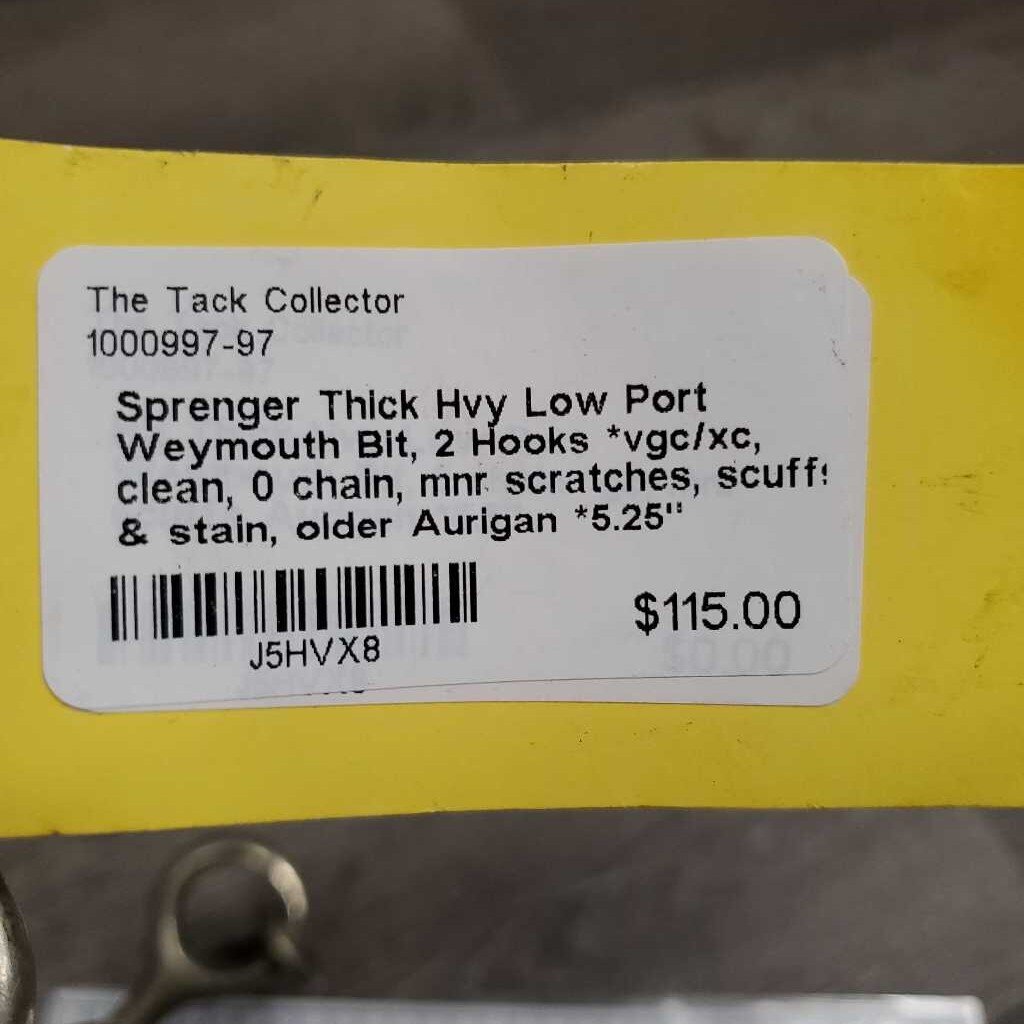 The Tack Collector
1000997-97
Sprenger Thick Hvy Low Port
Weymouth Bit, 2 Hooks *vgc/xc,
clean, 0 chain, mnr scratches, scuffs
& stain, older Aurigan *5.25"
J5HVX8
$115.00